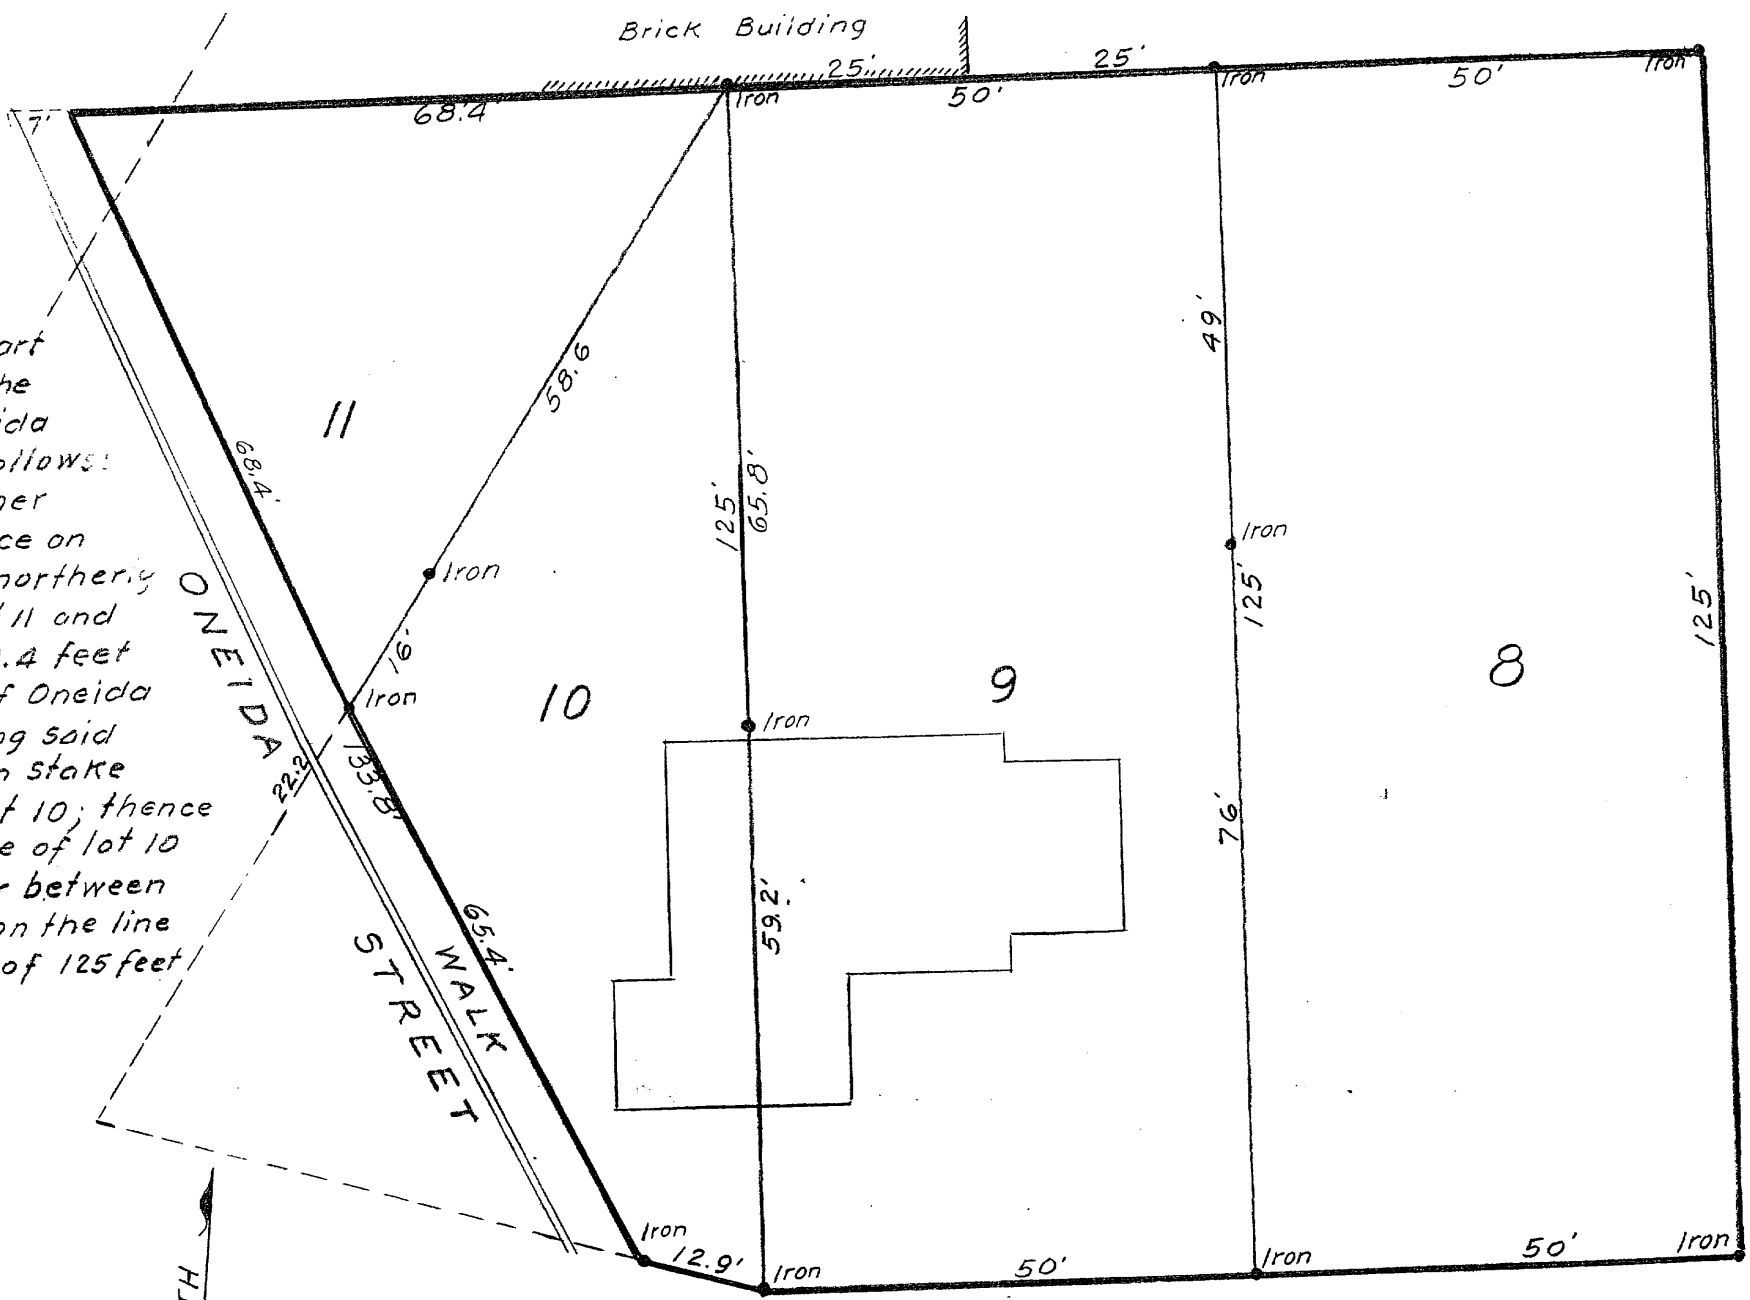 Brick Building
25'
25'
7'
68.4'
Iron
50'
Iron
50'
Iron
art
he
ida
ollows:
ner
ce on
northerly
11 and
.4 feet
f Oneida
ng said
n stake
t 10; thence
e of lot 10
r between
on the line
of 125 feet
11
68.4'
58.6
125'
65.8'
49'
Iron
16'
Iron
Iron
10
Iron
9
8
125'
76'
125'
ONEIDA
STREET
WALK
22.2
133.8'
65.4'
59.2'
Iron
12.9'
Iron
50'
Iron
50'
Iron
TH